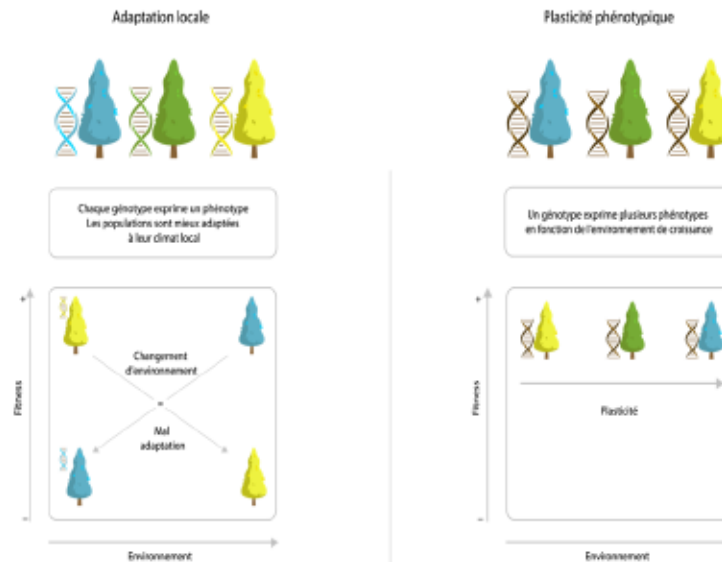 Adaptation locale
Chaque génotype exprime un phénotype
Les populations sont mieux adaptées
à leur climat local
+
Fitness
-
Changement
d'environnement
=
Mal
adaptation
Environnement
Plasticité phénotypique
Un génotype exprime plusieurs phénotypes
en fonction de l'environnement de croissance
+
Fitness
-
Plasticité
Environnement